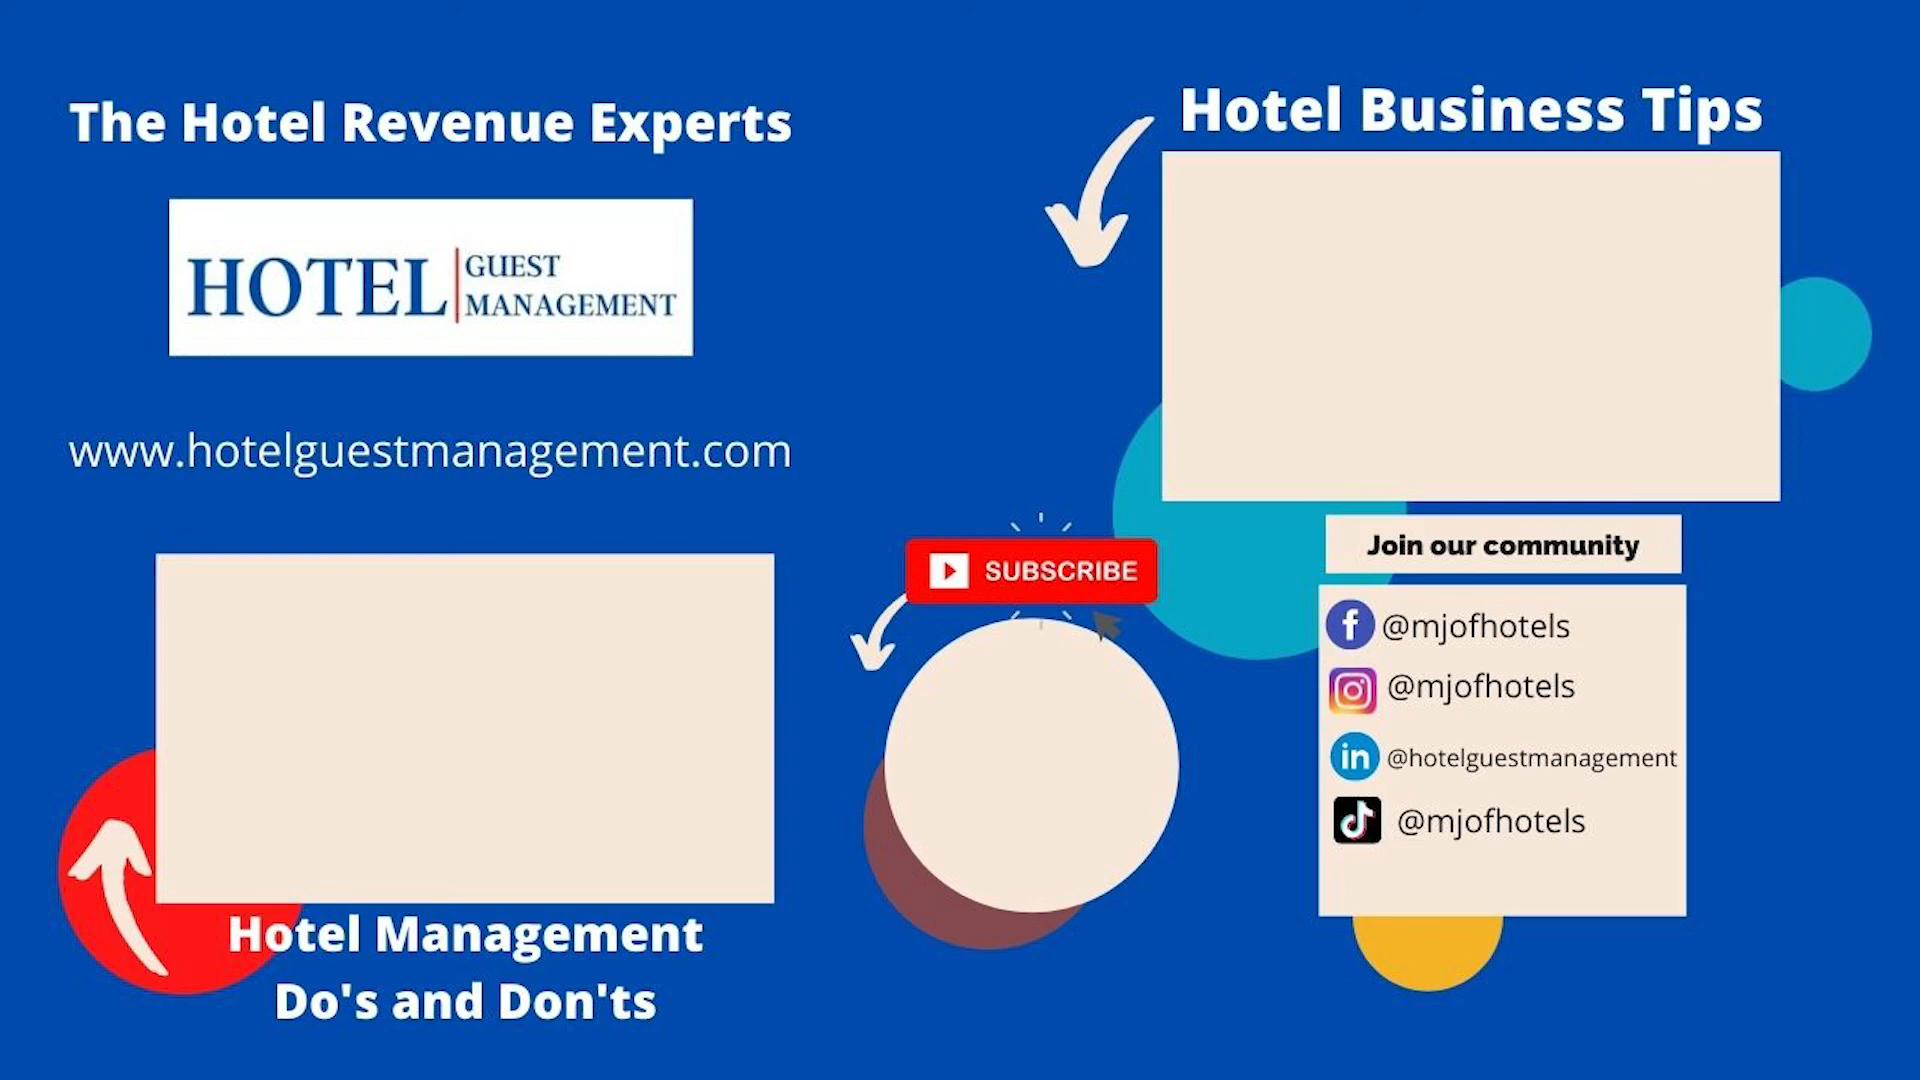 The Hotel Revenue Experts
HOTEL
GUEST
MANAGEMENT
www.hotelguestmanagement.com
Hotel Business Tips
SUBSCRIBE
Join our community
@mjofhotels
@mjofhotels
@hotelguestmanagement
@mjofhotels
Hotel Management
Do's and Don'ts